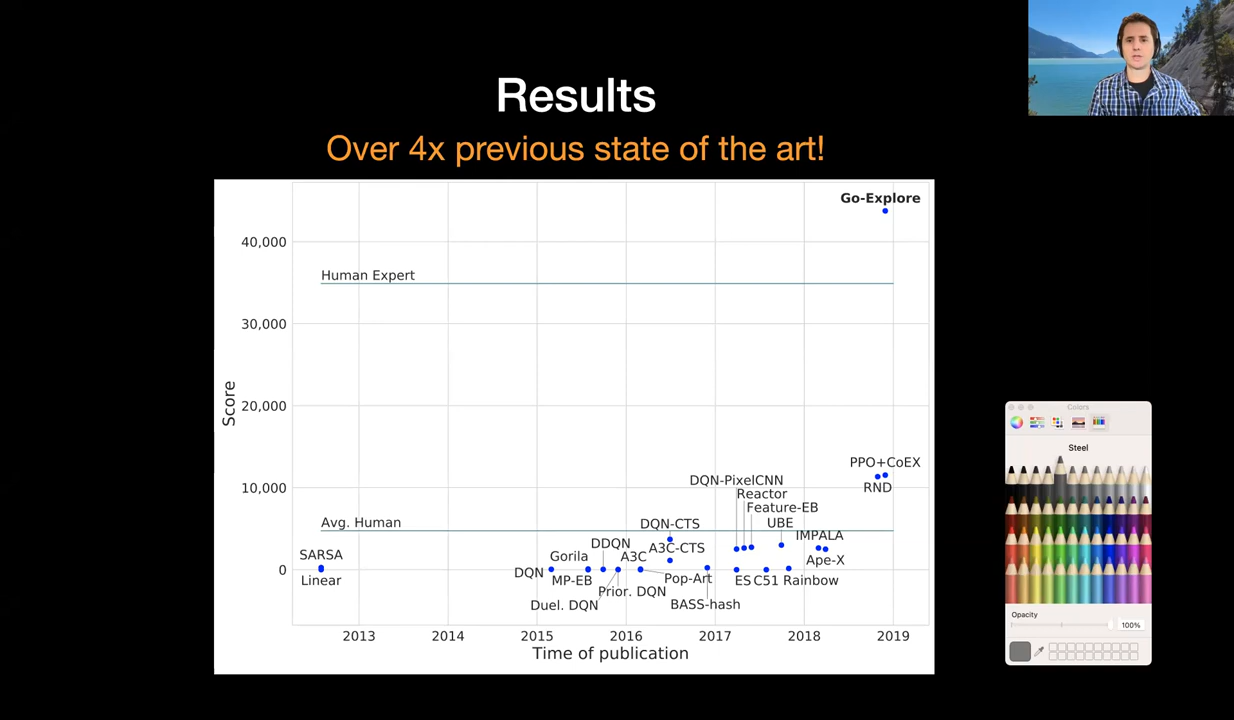 Results
Over 4x previous state of the art!
Go-Explore
40,000
Human Expert
30,000
20,000
Score
PPO+CoEX
10,000
RND
DQN-PixelCNN
Reactor
Feature-EB
Avg. Human
DQN-CTS
UBE
IMPALA
SARSA
DDQN
A3C-CTS
Gorila
A3C
Ape-X
0
DQN
Linear
MP-EB
Pop-Art
ES
C51
Rainbow
Prior. DQN
Duel. DQN
BASS-hash
2013
2014
2015
2016
2017
2018
2019
Time of publication
Colors
Steel
Opacity
100%